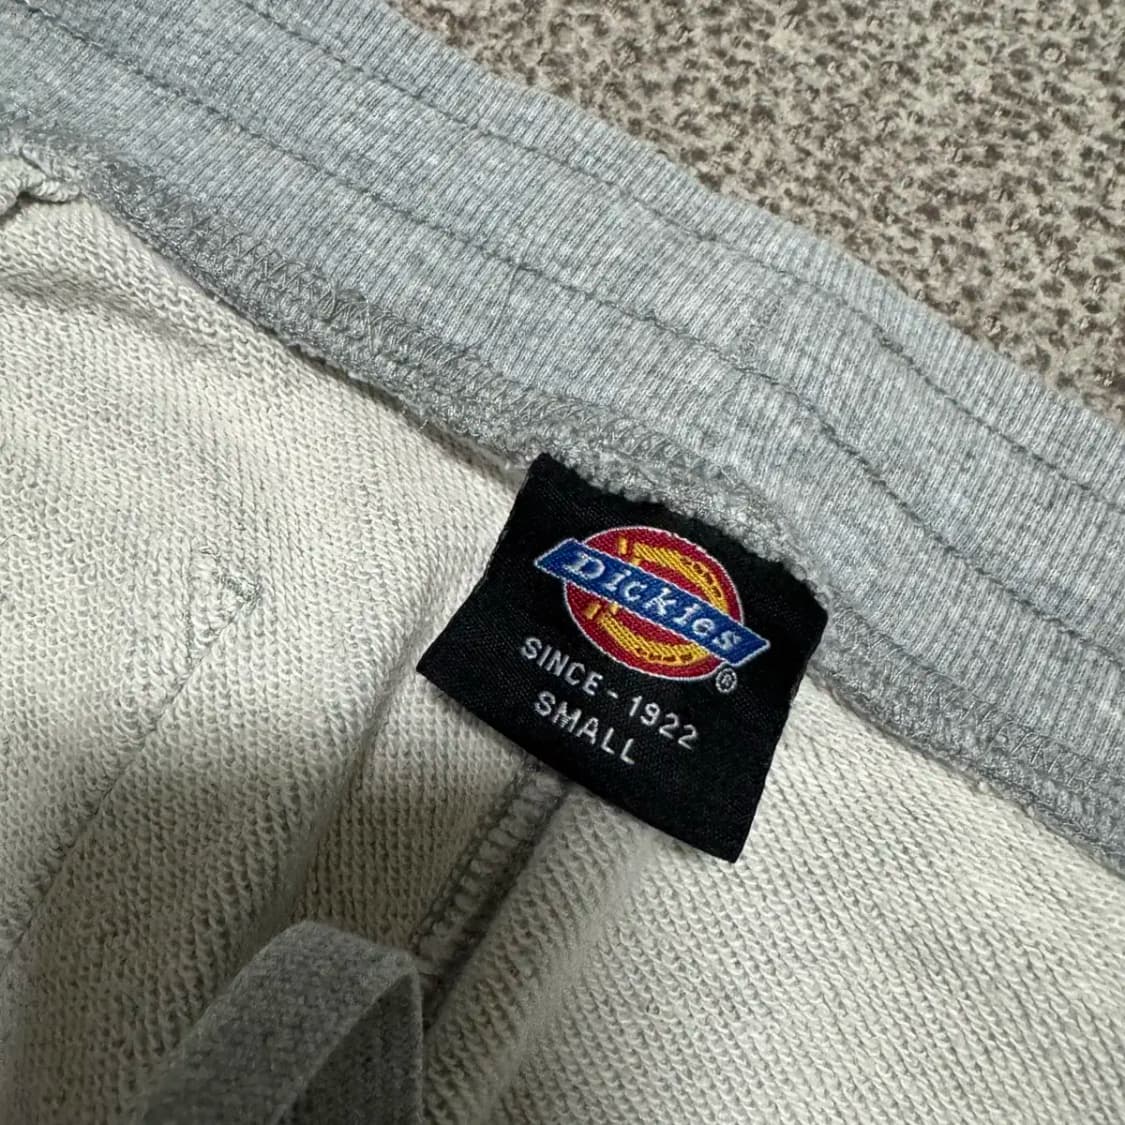 Dickies
®
SINCE - 1922
SMALL